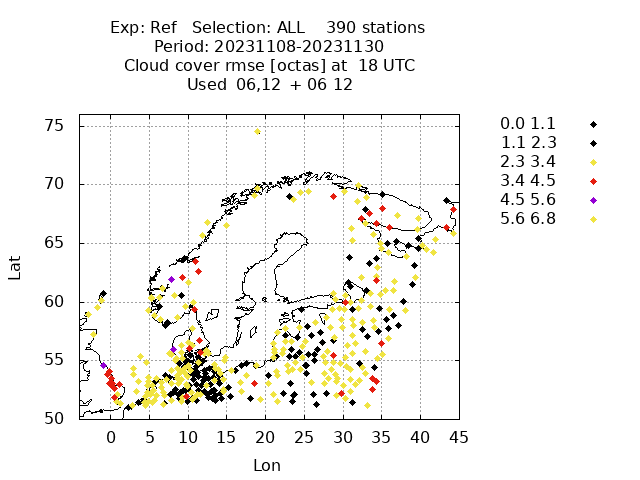 Exp: Ref   Selection: ALL    390 stations
Period: 20231108-20231130
Cloud cover rmse [octas] at  18 UTC
Used  06,12  + 06 12
75
70
65
60
55
50
Lat
0 5 10 15 20 25 30 35 40 45
Lon
0.0 1.1
1.1 2.3
2.3 3.4
3.4 4.5
4.5 5.6
5.6 6.8